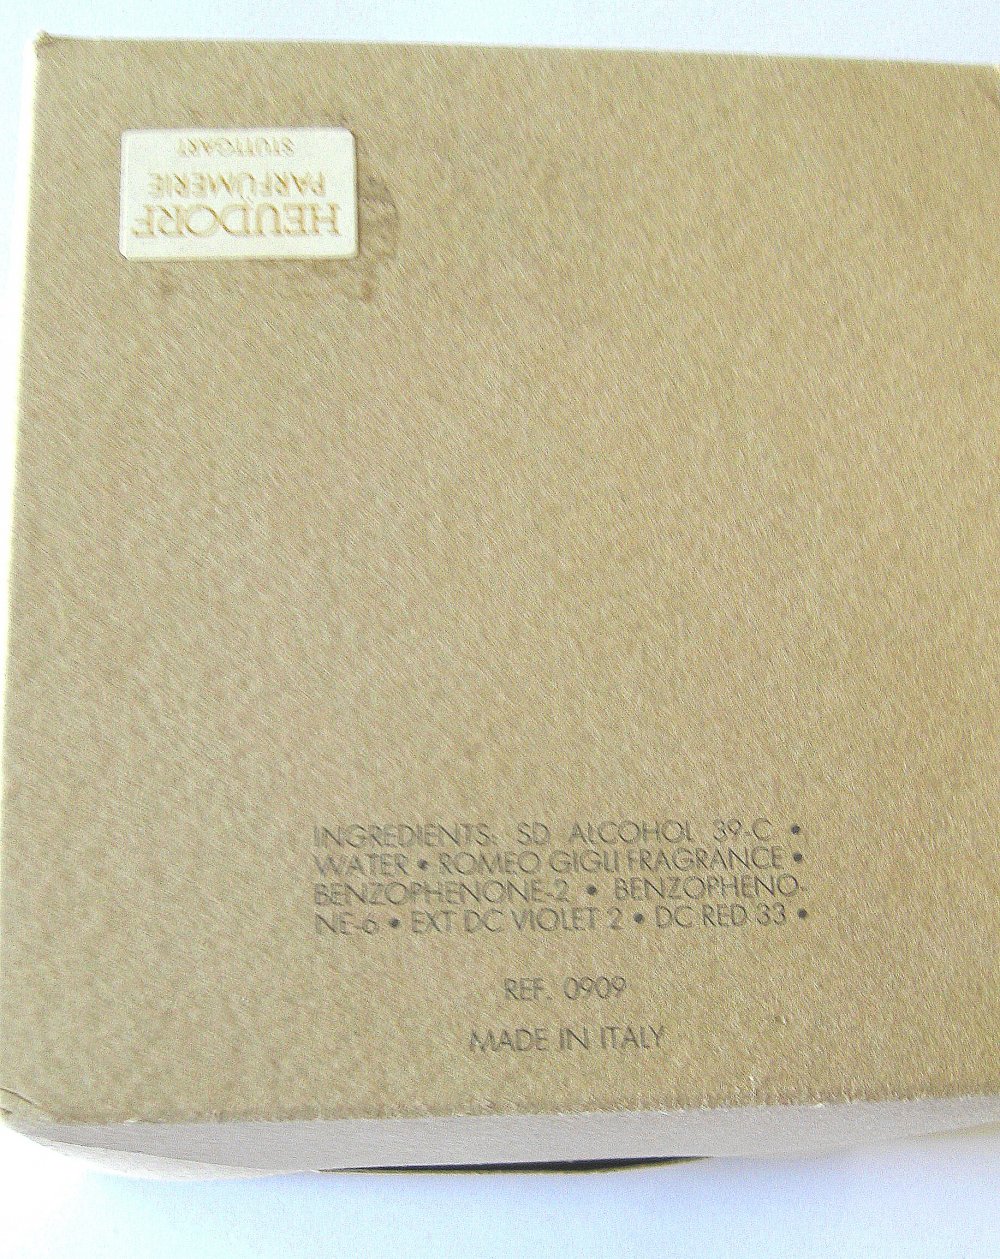 HEUDORF
PARFÜMERIE
STUTTGART
INGREDIENTS: SD ALCOHOL 39-C •
WATER • ROMEO GIGLI FRAGRANCE •
BENZOPHENONE-2 • BENZOPHENO-
NE-6 • EXT DC VIOLET 2 • DC RED 33 •
REF. 0909
MADE IN ITALY